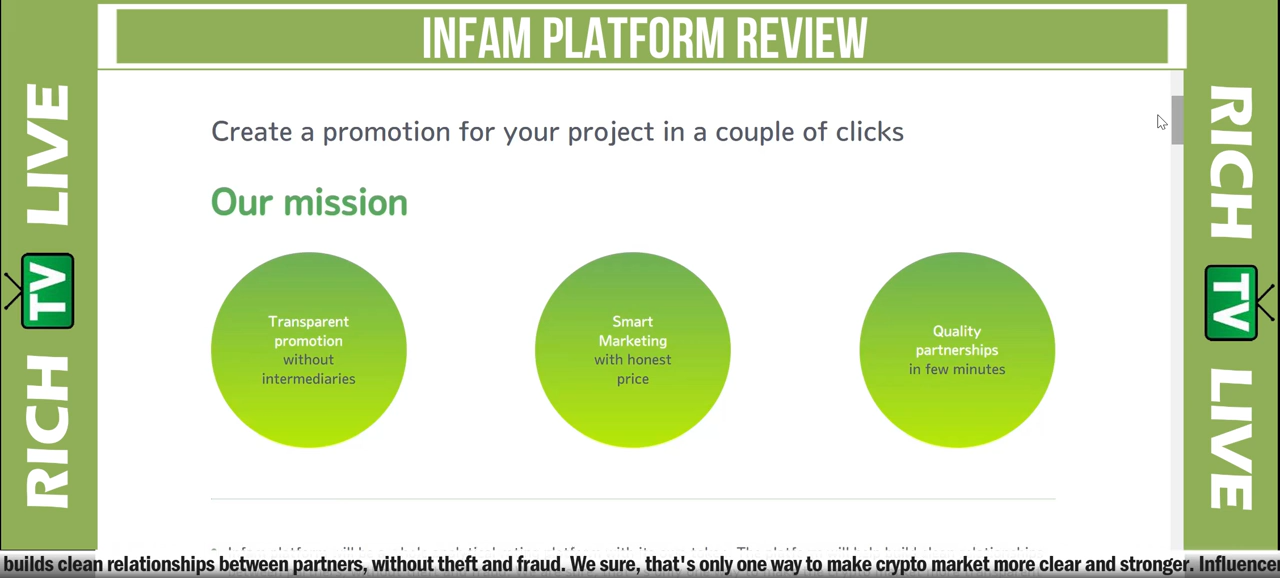 INFAM PLATFORM REVIEW
RICH TV LIVE
Create a promotion for your project in a couple of clicks
Our mission
Transparent
promotion
without
intermediaries
Smart
Marketing
with honest
price
Quality
partnerships
in few minutes
RICH TV LIVE
builds clean relationships between partners, without theft and fraud. We sure, that's only one way to make crypto market more clear and stronger. Influence